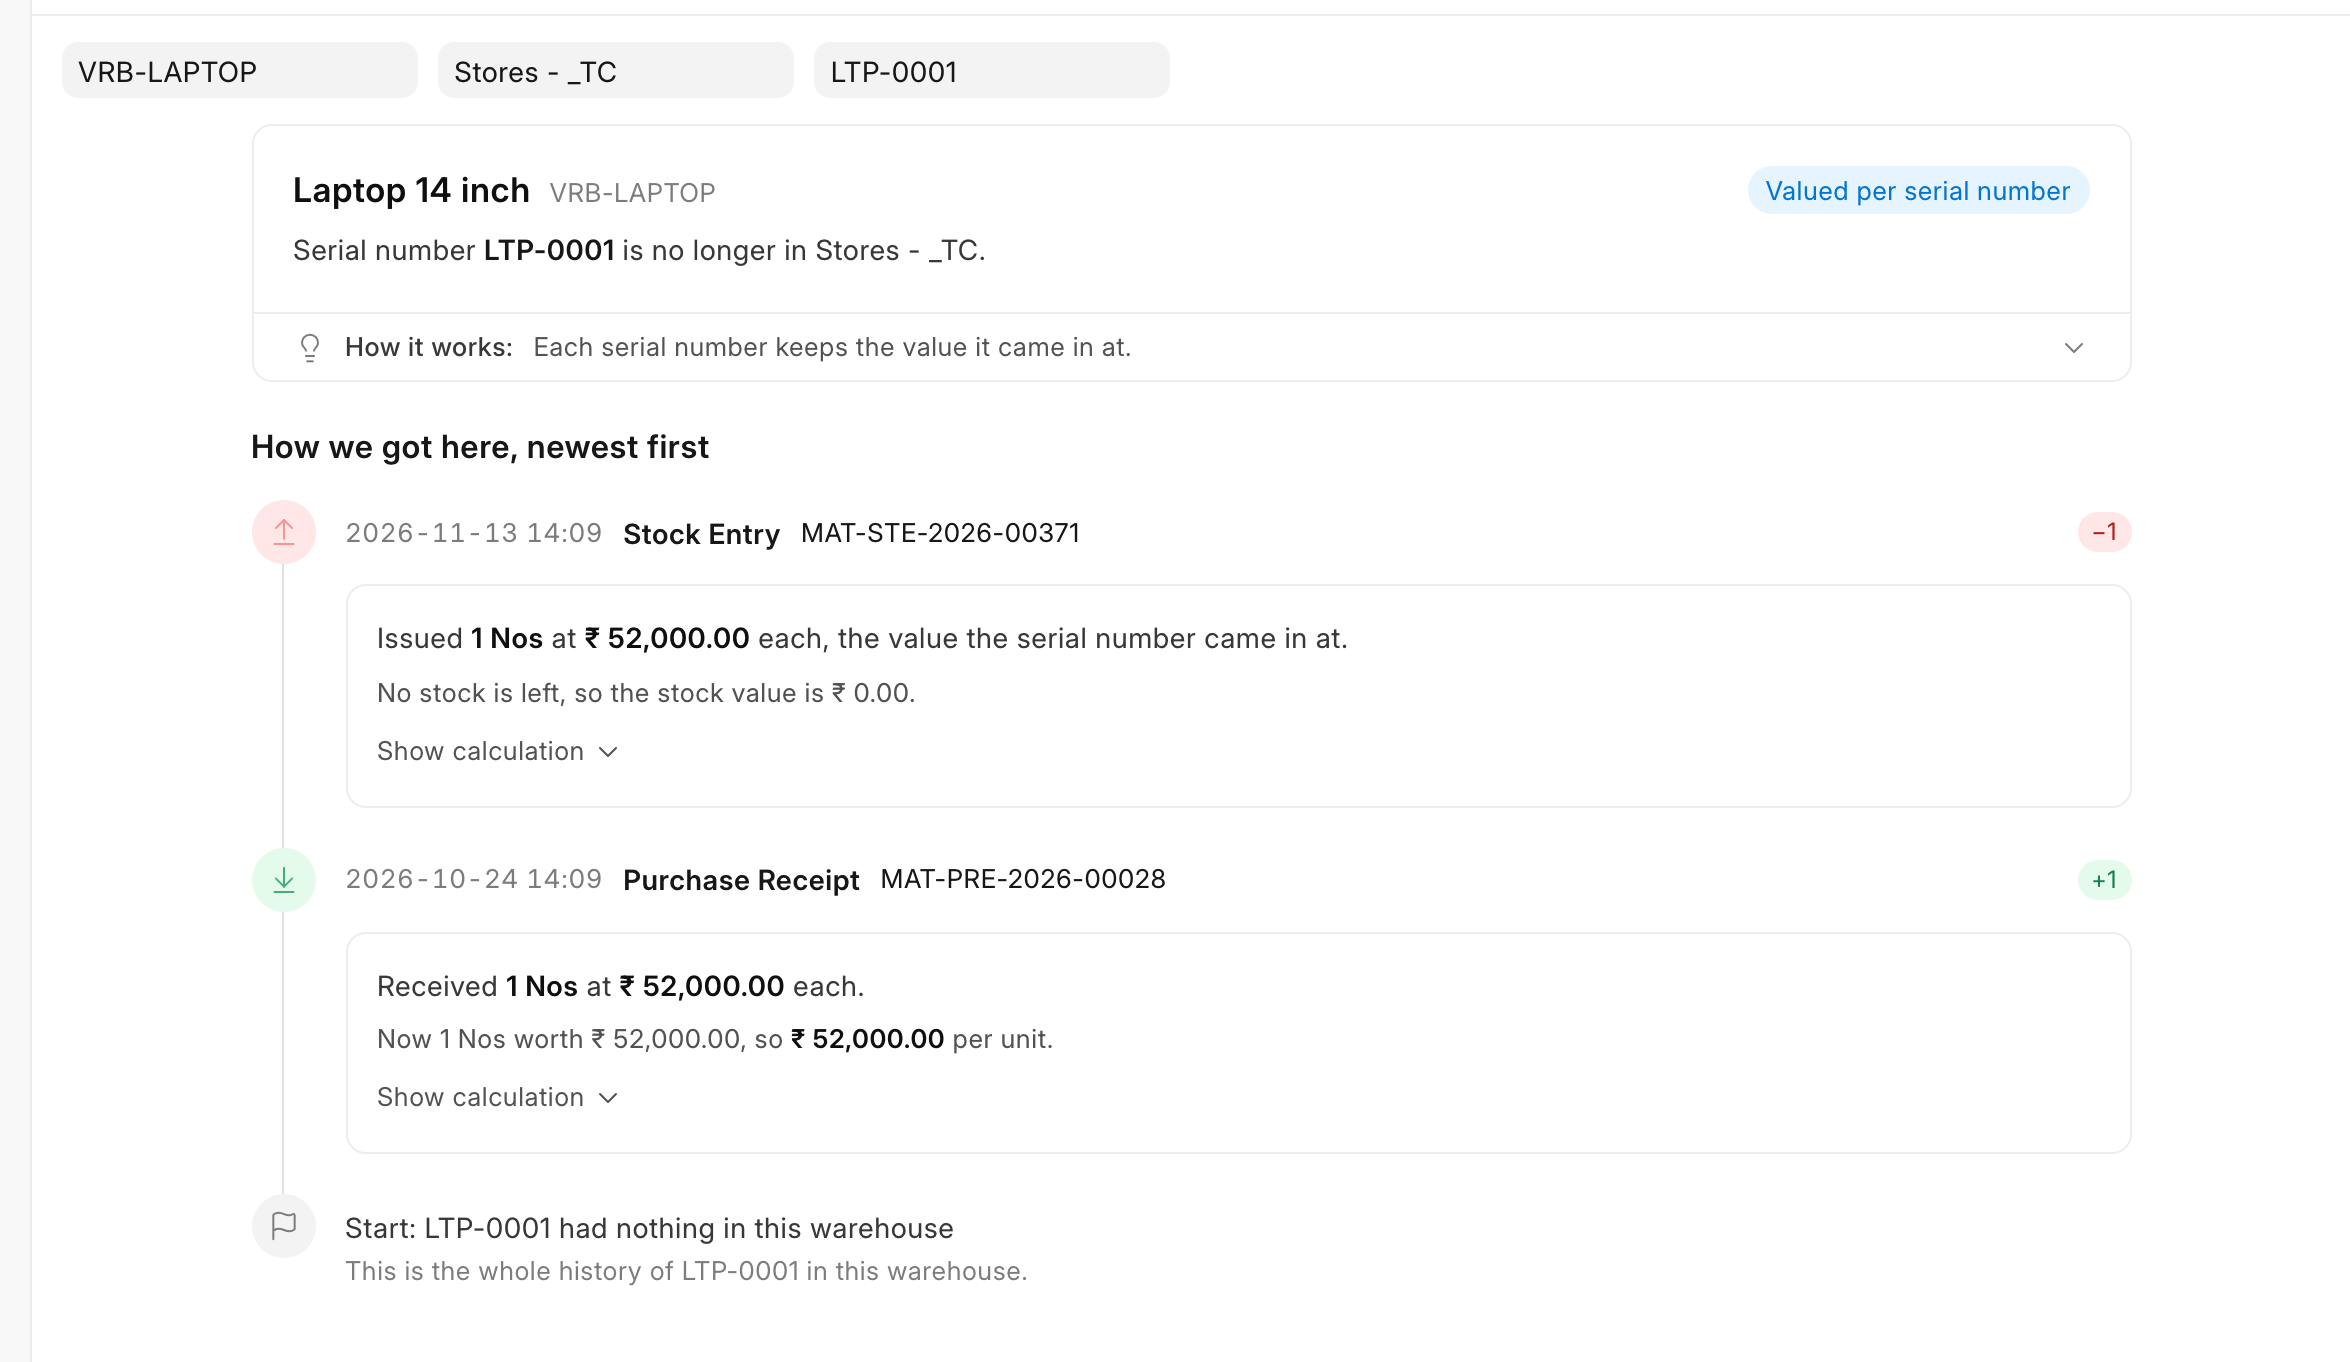 VRB-LAPTOP Stores - _TC LTP-0001
Laptop 14 inch VRB-LAPTOP Valued per serial number
Serial number LTP-0001 is no longer in Stores - _TC.
How it works: Each serial number keeps the value it came in at.
How we got here, newest first
2026-11-13 14:09 Stock Entry MAT-STE-2026-00371 −1
Issued 1 Nos at ₹ 52,000.00 each, the value the serial number came in at.
No stock is left, so the stock value is ₹ 0.00.
Show calculation
2026-10-24 14:09 Purchase Receipt MAT-PRE-2026-00028 +1
Received 1 Nos at ₹ 52,000.00 each.
Now 1 Nos worth ₹ 52,000.00, so ₹ 52,000.00 per unit.
Show calculation
Start: LTP-0001 had nothing in this warehouse
This is the whole history of LTP-0001 in this warehouse.